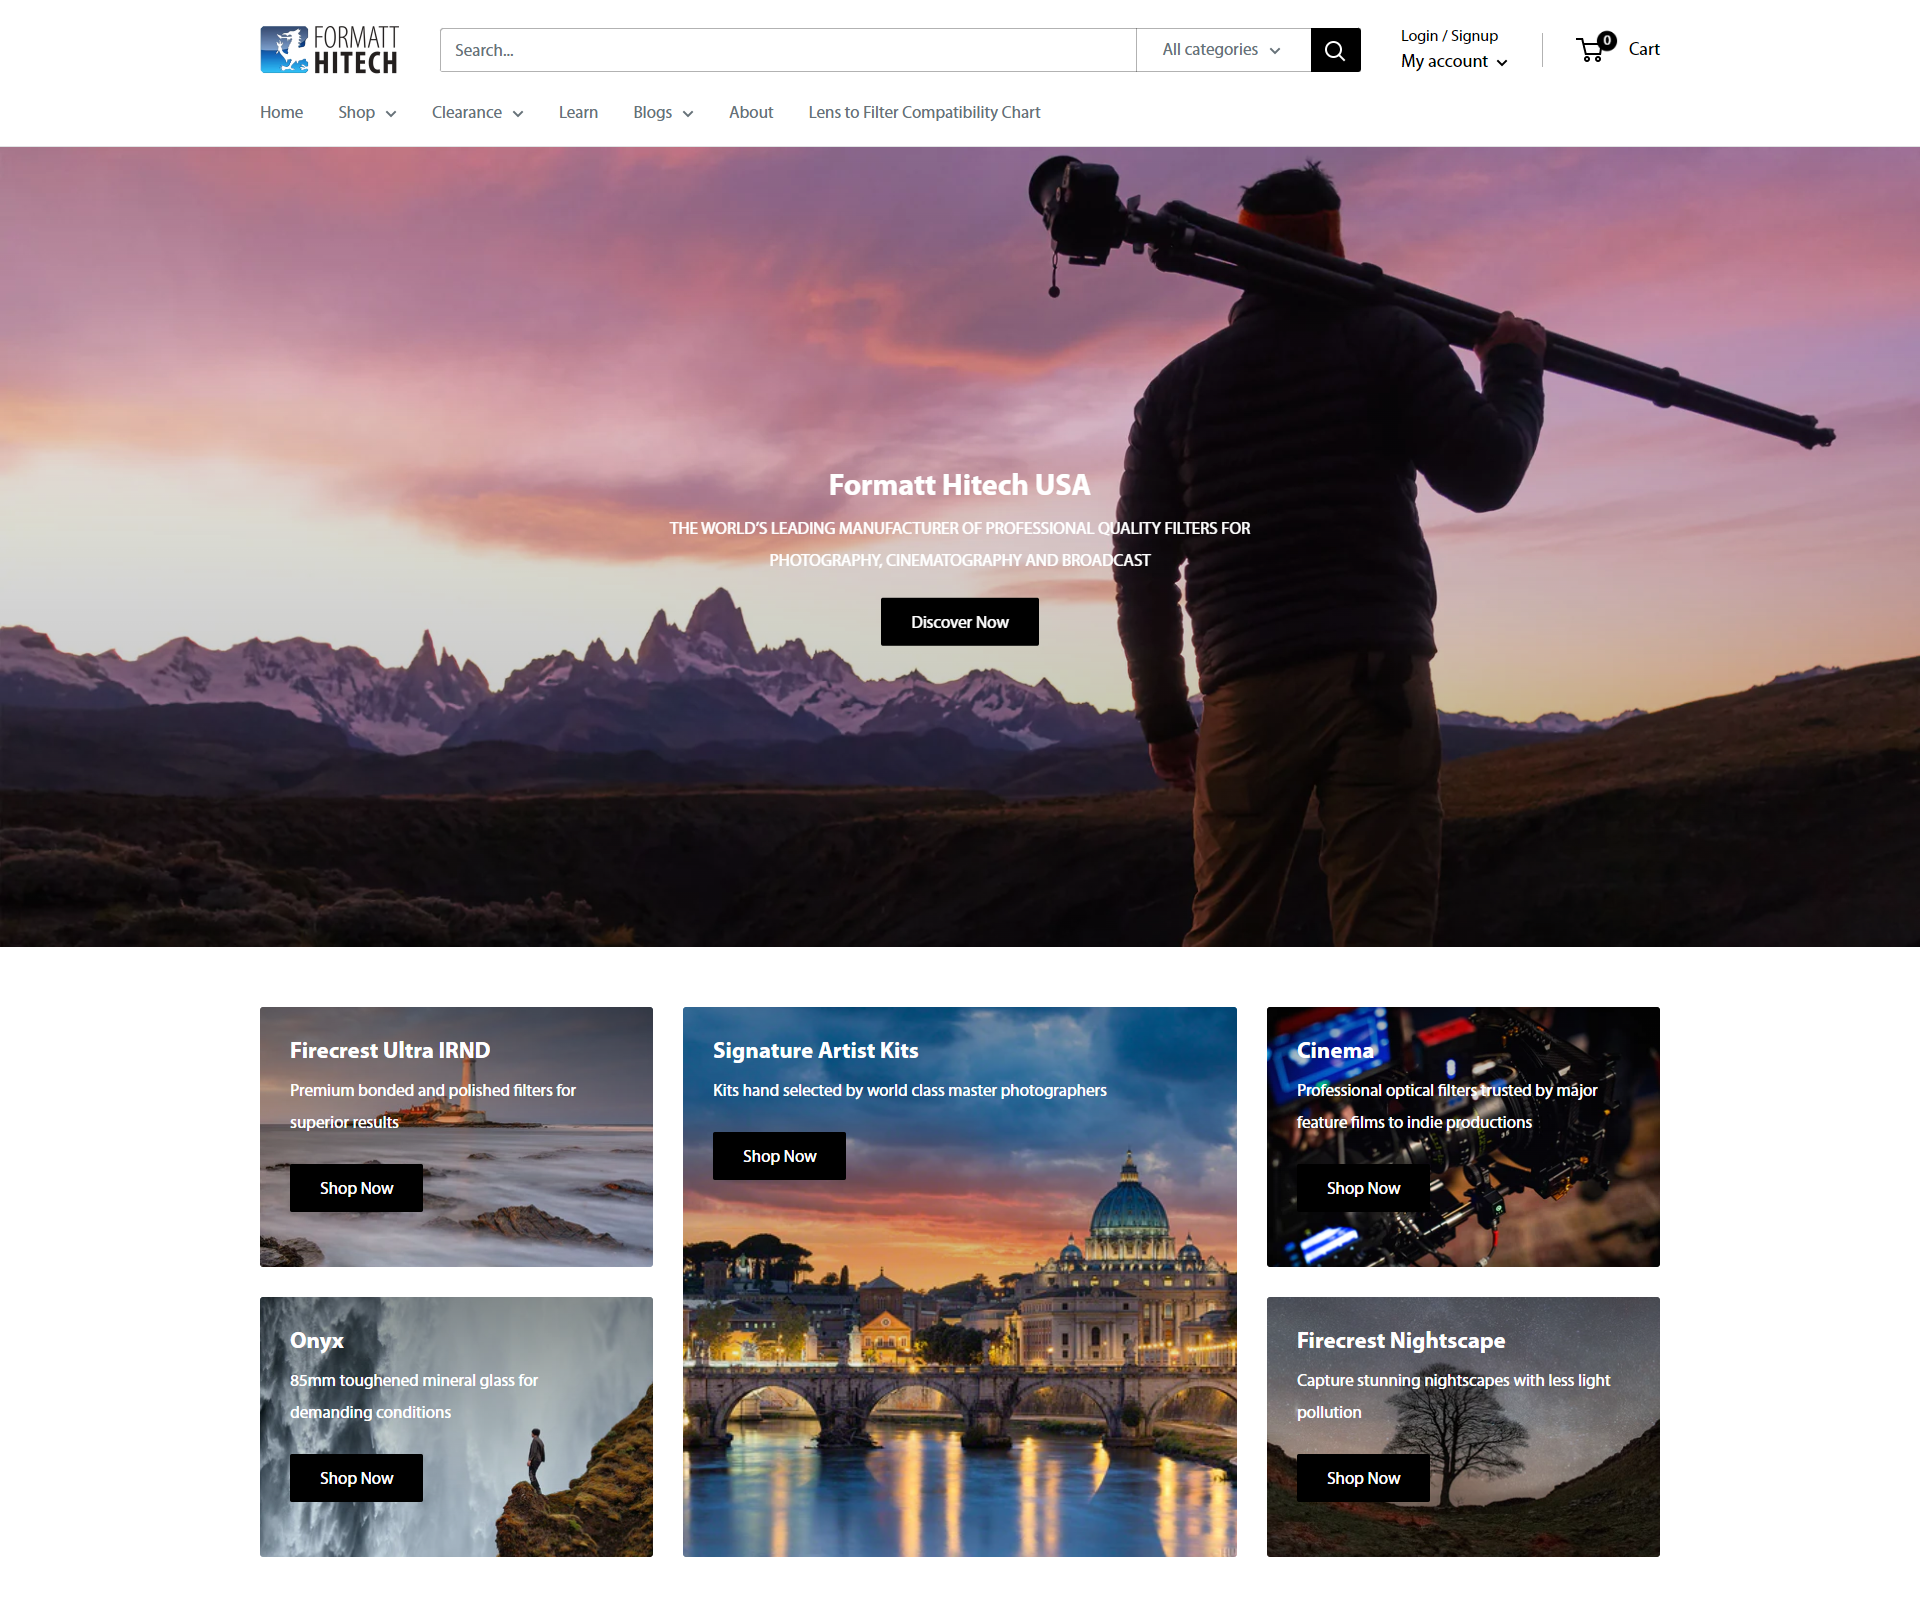 FORMATT
HITECH
Search...
All categories
Login / Signup
My account
0
Cart
Home
Shop
Clearance
Learn
Blogs
About
Lens to Filter Compatibility Chart
Formatt Hitech USA
THE WORLD'S LEADING MANUFACTURER OF PROFESSIONAL QUALITY FILTERS FOR
PHOTOGRAPHY, CINEMATOGRAPHY AND BROADCAST
Discover Now
Firecrest Ultra IRND
Premium bonded and polished filters for
superior results
Shop Now
Signature Artist Kits
Kits hand selected by world class master photographers
Shop Now
Cinema
Professional optical filters trusted by major
feature films to indie productions
Shop Now
Onyx
85mm toughened mineral glass for
demanding conditions
Shop Now
Firecrest Nightscape
Capture stunning nightscapes with less light
pollution
Shop Now